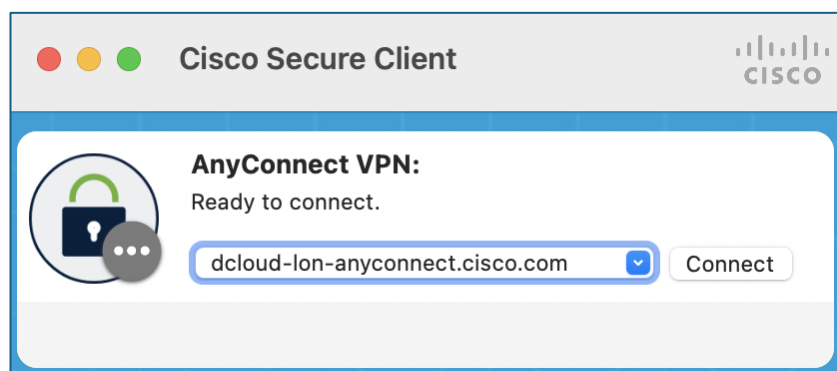 Cisco Secure Client
CISCO
AnyConnect VPN:
Ready to connect.
dcloud-lon-anyconnect.cisco.com
Connect